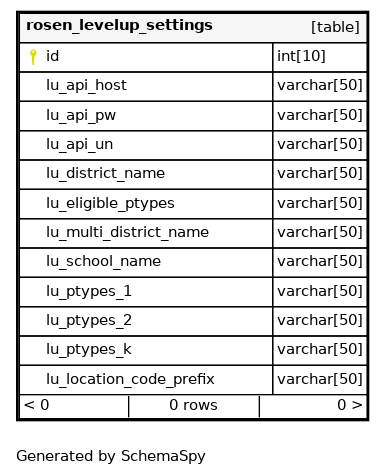 rosen_levelup_settings [table]
id int[10]
lu_api_host varchar[50]
lu_api_pw varchar[50]
lu_api_un varchar[50]
lu_district_name varchar[50]
lu_eligible_ptypes varchar[50]
lu_multi_district_name varchar[50]
lu_school_name varchar[50]
lu_ptypes_1 varchar[50]
lu_ptypes_2 varchar[50]
lu_ptypes_k varchar[50]
lu_location_code_prefix varchar[50]
< 0 0 rows 0 >
Generated by SchemaSpy